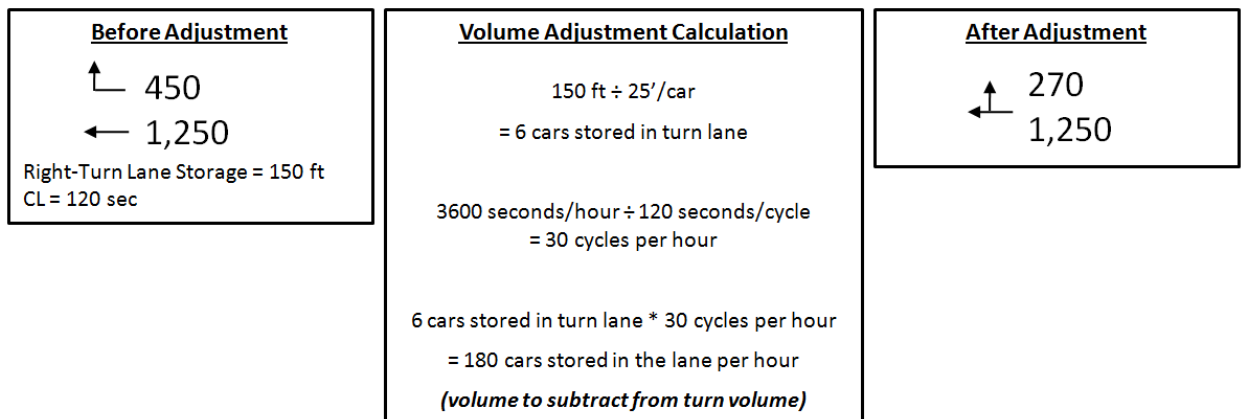 Before Adjustment
450
1,250
Right-Turn Lane Storage = 150 ft
CL = 120 sec
Volume Adjustment Calculation
150 ft ÷ 25’/car
= 6 cars stored in turn lane
3600 seconds/hour ÷ 120 seconds/cycle
= 30 cycles per hour
6 cars stored in turn lane * 30 cycles per hour
= 180 cars stored in the lane per hour
(volume to subtract from turn volume)
After Adjustment
270
1,250